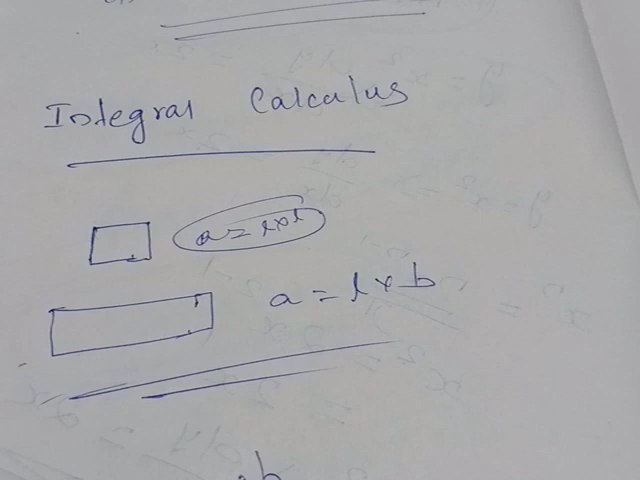 Integral Calculus
a = l×l
a = l × b
b